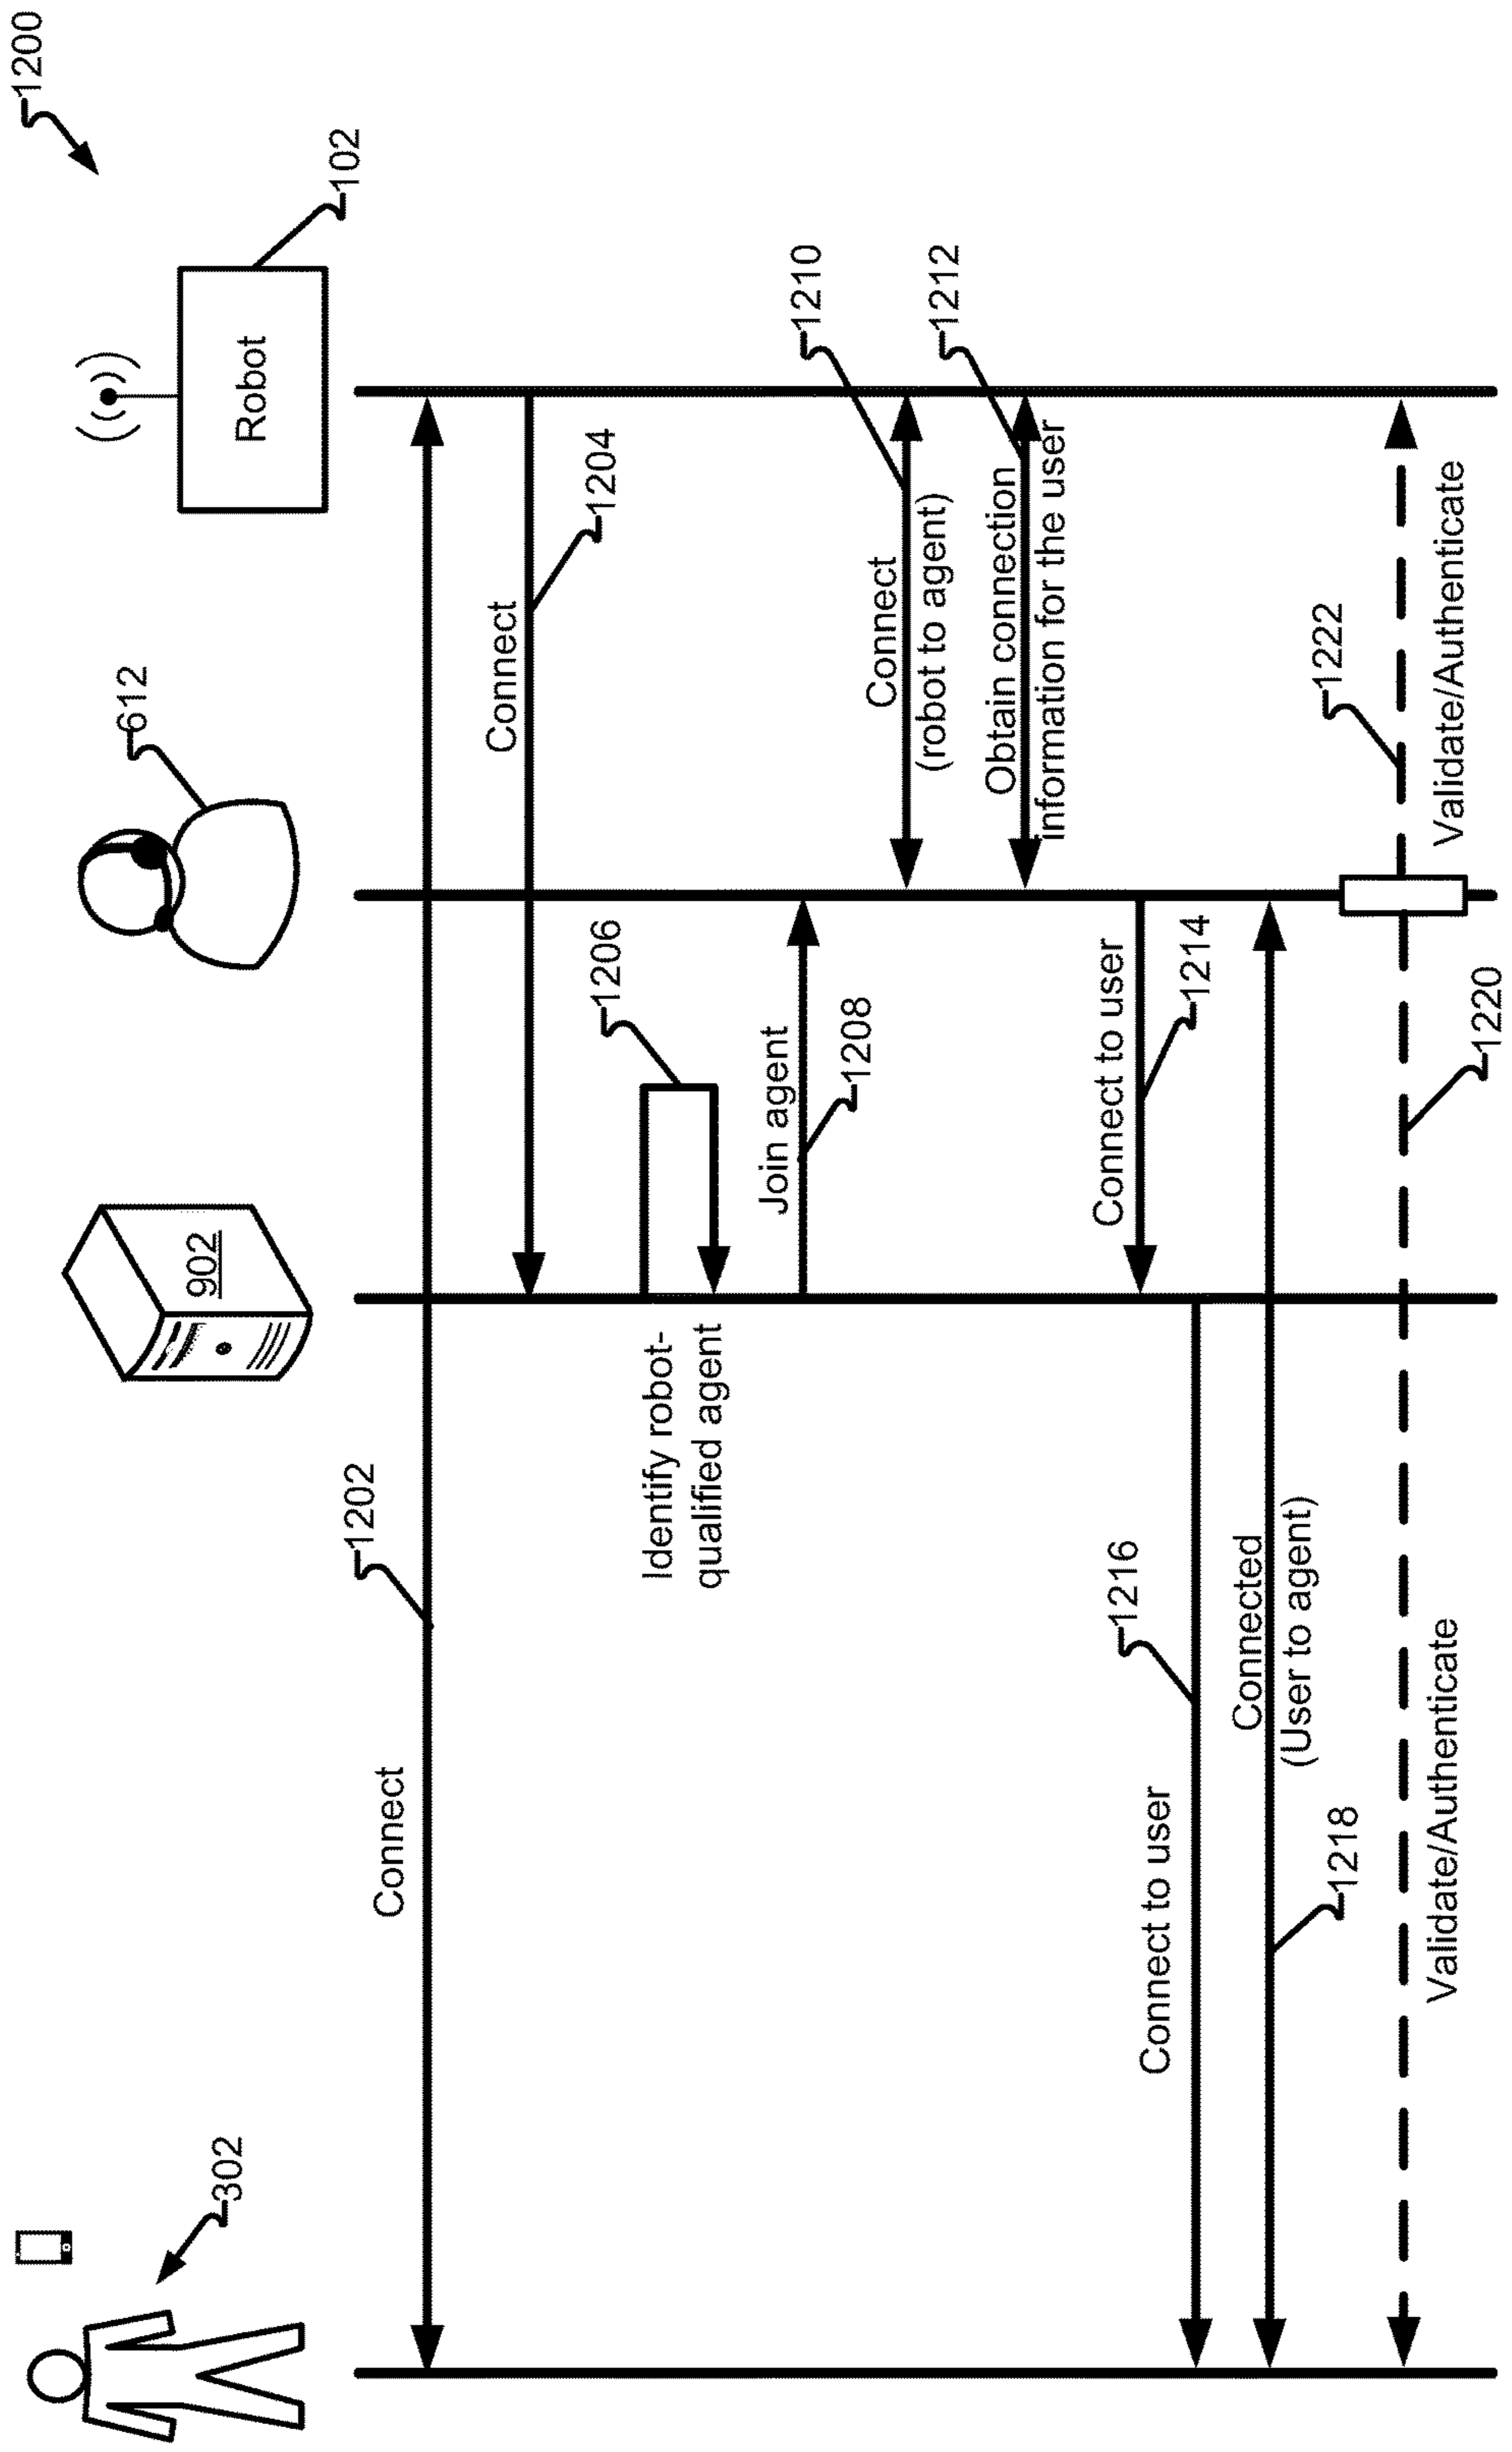 1200
302
902
612
Robot
102
Connect
1202
Connect
1204
Identify robot-
qualified agent
1206
Join agent
1208
Connect
(robot to agent)
1210
Obtain connection
information for the user
1212
Connect to user
1214
Connect to user
1216
Connected
(User to agent)
1218
Validate/Authenticate
1220
Validate/Authenticate
1222